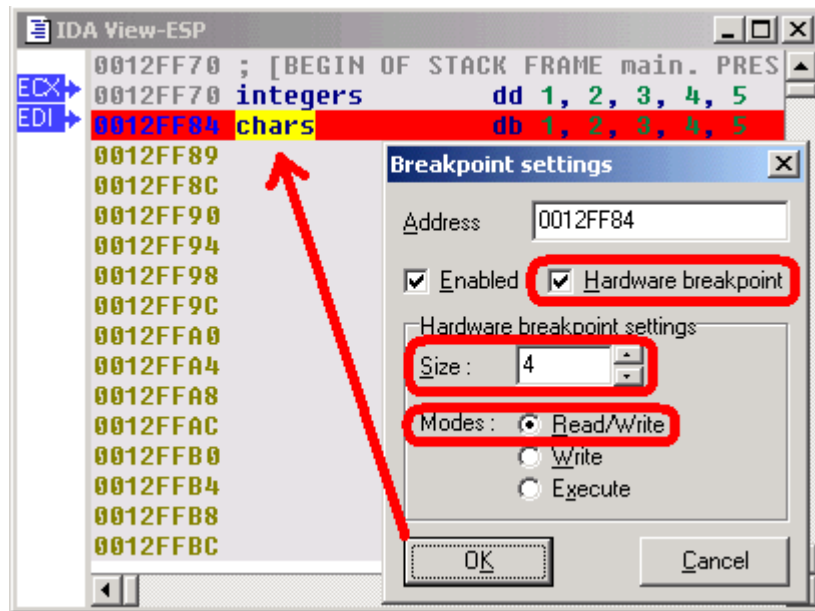 IDA View-ESP
0012FF70 ; [BEGIN OF STACK FRAME main. PRES
ECX 0012FF70 integers dd 1, 2, 3, 4, 5
EDI 0012FF84 chars db 1, 2, 3, 4, 5
0012FF89
0012FF8C
0012FF90
0012FF94
0012FF98
0012FF9C
0012FFA0
0012FFA4
0012FFA8
0012FFAC
0012FFB0
0012FFB4
0012FFB8
0012FFBC
Breakpoint settings
Address 0012FF84
Enabled Hardware breakpoint
Hardware breakpoint settings
Size : 4
Modes : Read/Write
Write
Execute
OK Cancel